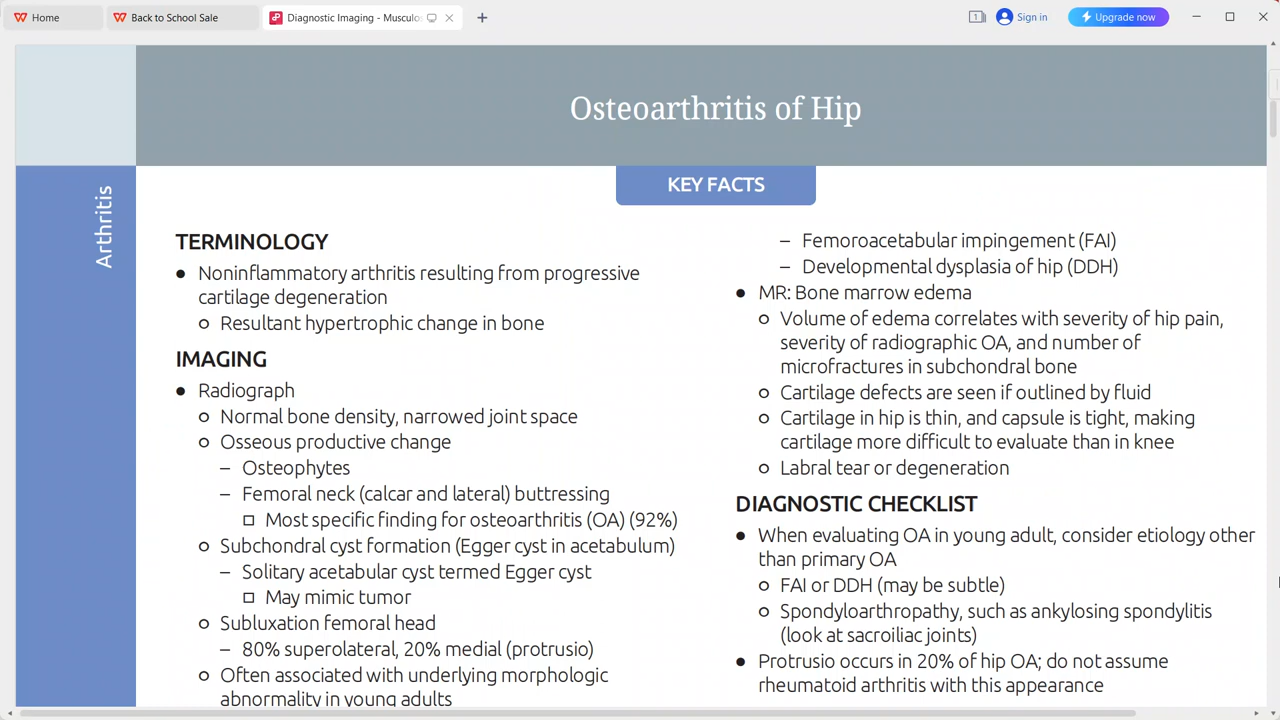 Home
Back to School Sale
Diagnostic Imaging - Musculo
1
Sign in
Upgrade now
Osteoarthritis of Hip
Arthritis
KEY FACTS
TERMINOLOGY
● Noninflammatory arthritis resulting from progressive
cartilage degeneration
○ Resultant hypertrophic change in bone
IMAGING
● Radiograph
○ Normal bone density, narrowed joint space
○ Osseous productive change
– Osteophytes
– Femoral neck (calcar and lateral) buttressing
□ Most specific finding for osteoarthritis (OA) (92%)
○ Subchondral cyst formation (Egger cyst in acetabulum)
– Solitary acetabular cyst termed Egger cyst
□ May mimic tumor
○ Subluxation femoral head
– 80% superolateral, 20% medial (protrusio)
○ Often associated with underlying morphologic
abnormality in young adults
– Femoroacetabular impingement (FAI)
– Developmental dysplasia of hip (DDH)
● MR: Bone marrow edema
○ Volume of edema correlates with severity of hip pain,
severity of radiographic OA, and number of
microfractures in subchondral bone
○ Cartilage defects are seen if outlined by fluid
○ Cartilage in hip is thin, and capsule is tight, making
cartilage more difficult to evaluate than in knee
○ Labral tear or degeneration
DIAGNOSTIC CHECKLIST
● When evaluating OA in young adult, consider etiology other
than primary OA
○ FAI or DDH (may be subtle)
○ Spondyloarthropathy, such as ankylosing spondylitis
(look at sacroiliac joints)
● Protrusio occurs in 20% of hip OA; do not assume
rheumatoid arthritis with this appearance